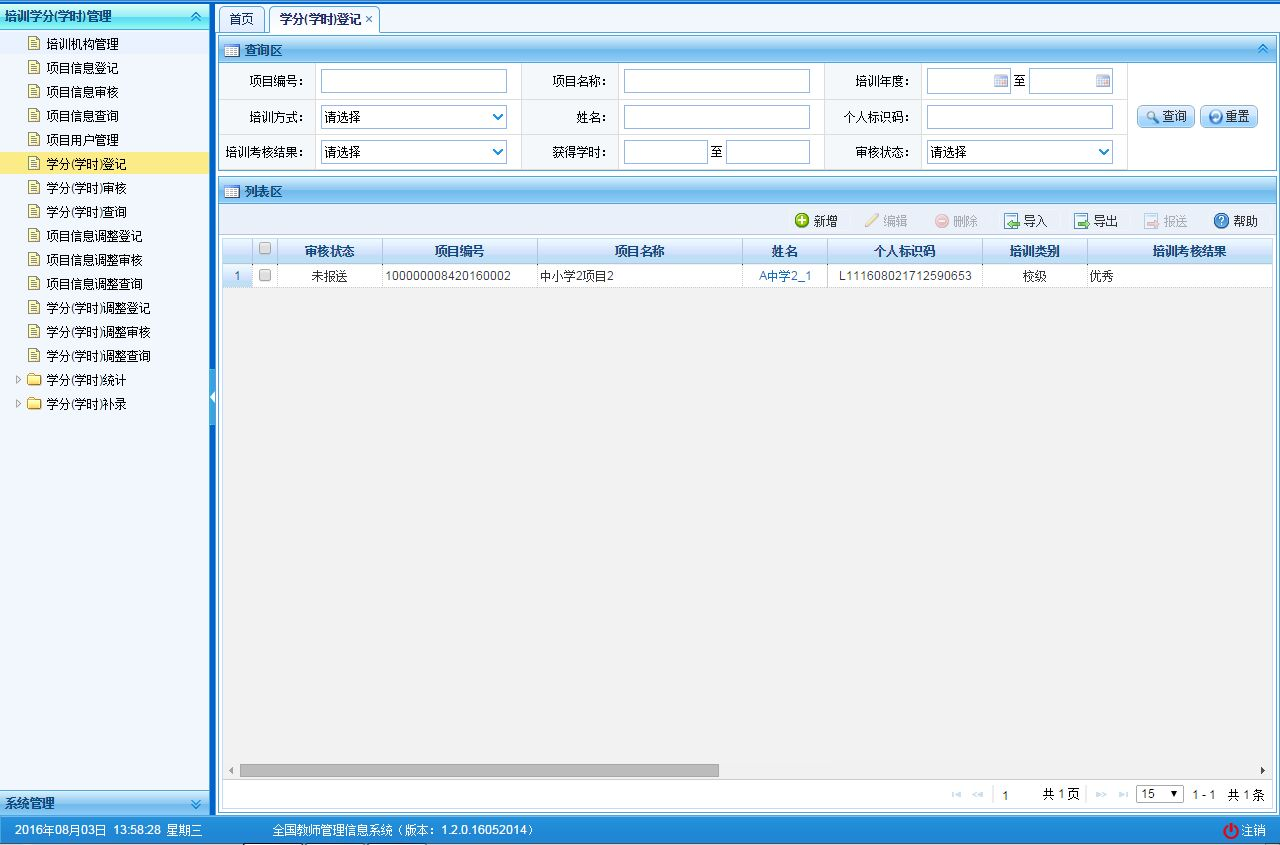 培训学分(学时)管理
培训机构管理
项目信息登记
项目信息审核
项目信息查询
项目用户管理
学分(学时)登记
学分(学时)审核
学分(学时)查询
项目信息调整登记
项目信息调整审核
项目信息调整查询
学分(学时)调整登记
学分(学时)调整审核
学分(学时)调整查询
学分(学时)统计
学分(学时)补录
系统管理
首页 学分(学时)登记 ×
查询区
项目编号: 项目名称: 培训年度: 至
培训方式: 请选择 姓名: 个人标识码: 查询 重置
培训考核结果: 请选择 获得学时: 至 审核状态: 请选择
列表区
新增 编辑 删除 导入 导出 报送 帮助
审核状态 项目编号 项目名称 姓名 个人标识码 培训类别 培训考核结果
1 未报送 100000008420160002 中小学2项目2 A中学2_1 L111608021712590653 校级 优秀
1 共 1 页 15 1 - 1 共 1 条
2016年08月03日 13:58:28 星期三 全国教师管理信息系统（版本：1.2.0.16052014） 注销